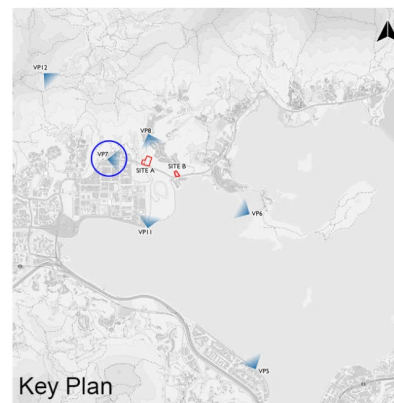 VP12
VP8
VP7
SITE B
SITE A
VP6
VP11
VP5
Key Plan